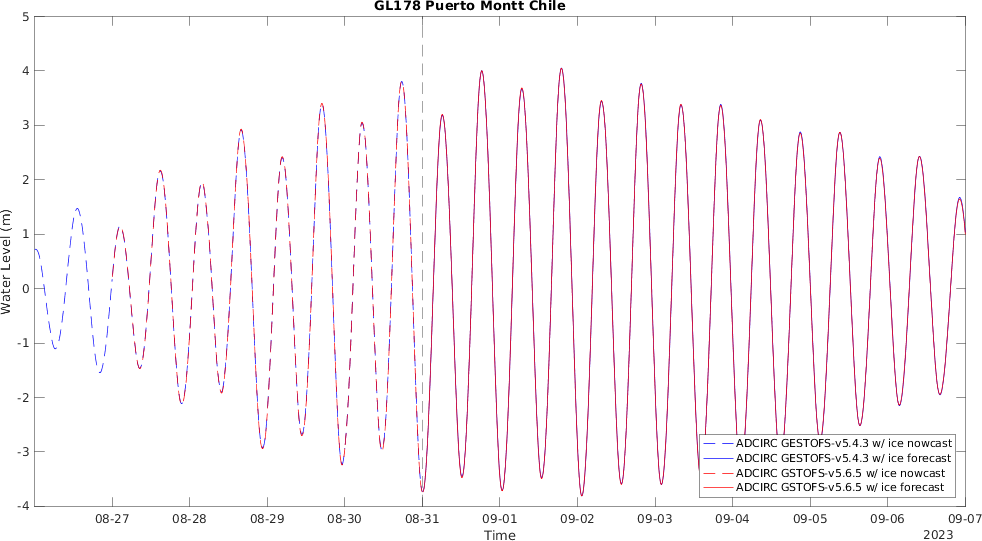 GL178 Puerto Montt Chile
5
4
3
2
1
0
-1
-2
-3
-4
Water Level (m)
ADCIRC GESTOFS-v5.4.3 w/ ice nowcast
ADCIRC GESTOFS-v5.4.3 w/ ice forecast
ADCIRC GSTOFS-v5.6.5 w/ ice nowcast
ADCIRC GSTOFS-v5.6.5 w/ ice forecast
08-27 08-28 08-29 08-30 08-31 09-01 09-02 09-03 09-04 09-05 09-06 09-07
Time
2023